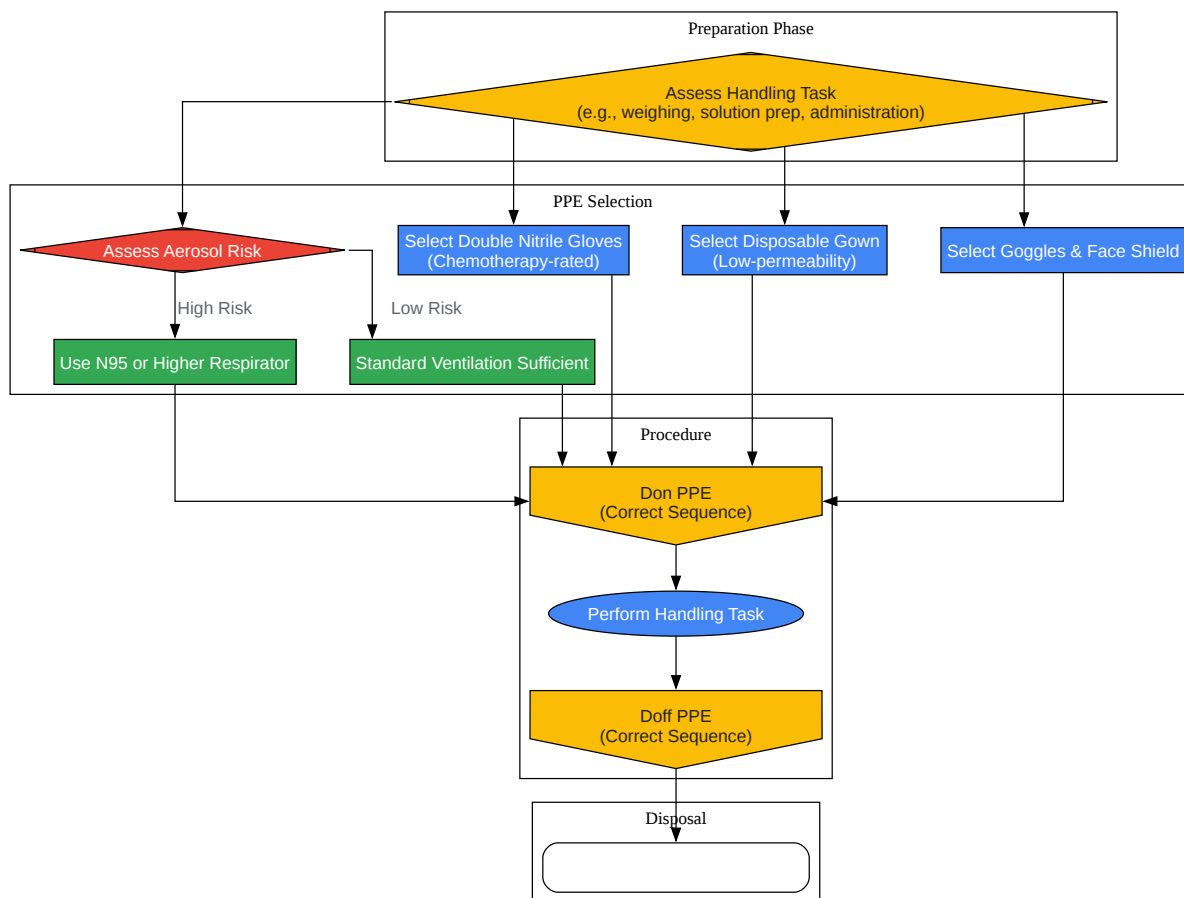 Preparation Phase
Assess Handling Task
(e.g., weighing, solution prep, administration)
PPE Selection
Assess Aerosol Risk
Select Double Nitrile Gloves
(Chemotherapy-rated)
Select Disposable Gown
(Low-permeability)
Select Goggles & Face Shield
High Risk
Low Risk
Use N95 or Higher Respirator
Standard Ventilation Sufficient
Procedure
Don PPE
(Correct Sequence)
Perform Handling Task
Doff PPE
(Correct Sequence)
Disposal